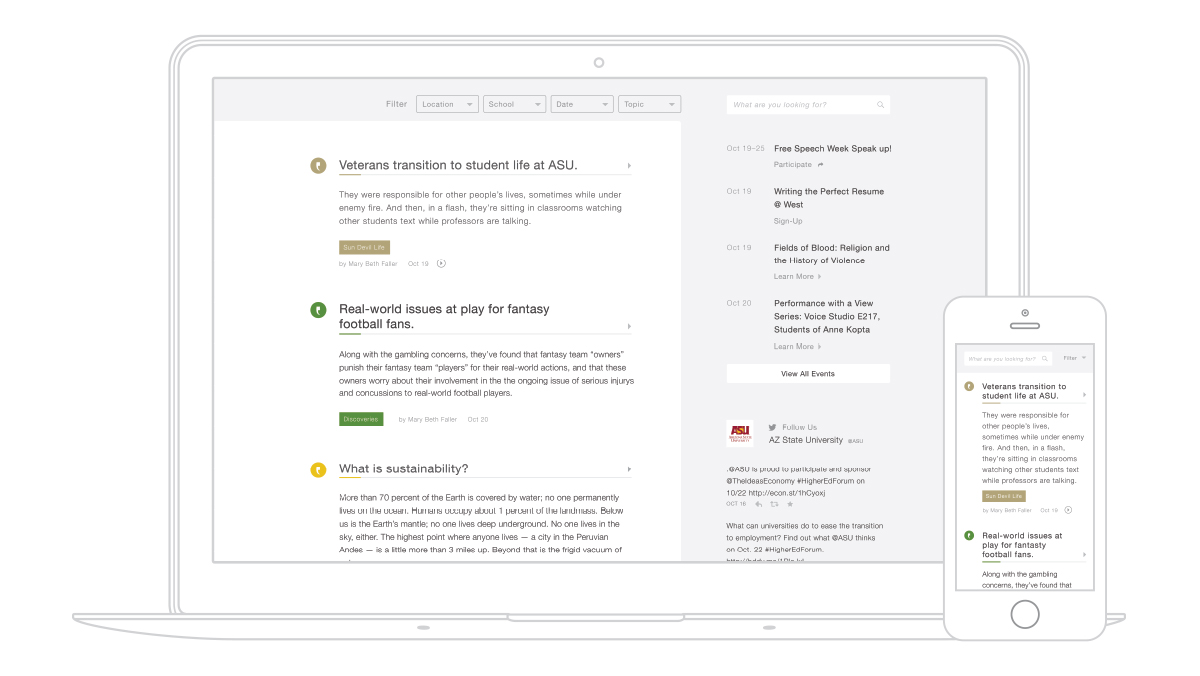 Filter
Location
School
Date
Topic
What are you looking for?
Veterans transition to student life at ASU.
They were responsible for other people's lives, sometimes while under
enemy fire. And then, in a flash, they're sitting in classrooms watching
other students text while professors are talking.
Sun Devil Life
by Mary Beth Faller Oct 19
Real-world issues at play for fantasy
football fans.
Along with the gambling concerns, they've found that fantasy team “owners”
punish their fantasy team “players” for their real-world actions, and that these
owners worry about their involvement in the the ongoing issue of serious injurys
and concussions to real-world football players.
Discoveries
by Mary Beth Faller Oct 20
What is sustainability?
More than 70 percent of the Earth is covered by water; no one permanently
lives on the ocean. Humans occupy about 1 percent of the landmass. Below
us is the Earth's mantle; no one lives deep underground. No one lives in the
sky, either. The highest point where anyone lives — a city in the Peruvian
Andes — is a little more than 3 miles up. Beyond that is the frigid vacuum of
Oct 19–25
Free Speech Week Speak up!
Participate
Oct 19
Writing the Perfect Resume
@ West
Sign-Up
Oct 19
Fields of Blood: Religion and
the History of Violence
Learn More
Oct 20
Performance with a View
Series: Voice Studio E217,
Students of Anne Kopta
Learn More
View All Events
ASU
ARIZONA STATE
UNIVERSITY
Follow Us
AZ State University @ASU
.@ASU is proud to participate and sponsor
@TheIdeasEconomy #HigherEdForum on
10/22 http://econ.st/1hCyoxj
OCT 16
What can universities do to ease the transition
to employment? Find out what @ASU thinks
on Oct. 22 #HigherEdForum.
What are you looking for?
Filter
Veterans transition to
student life at ASU.
They were responsible for
other people's lives,
sometimes while under enemy
fire. And then, in a flash,
they're sitting in classrooms
watching other students text
while professors are talking.
Sun Devil Life
by Mary Beth Faller Oct 19
Real-world issues at
play for fantasty
football fans.
Along with the gambling
concerns, they've found that